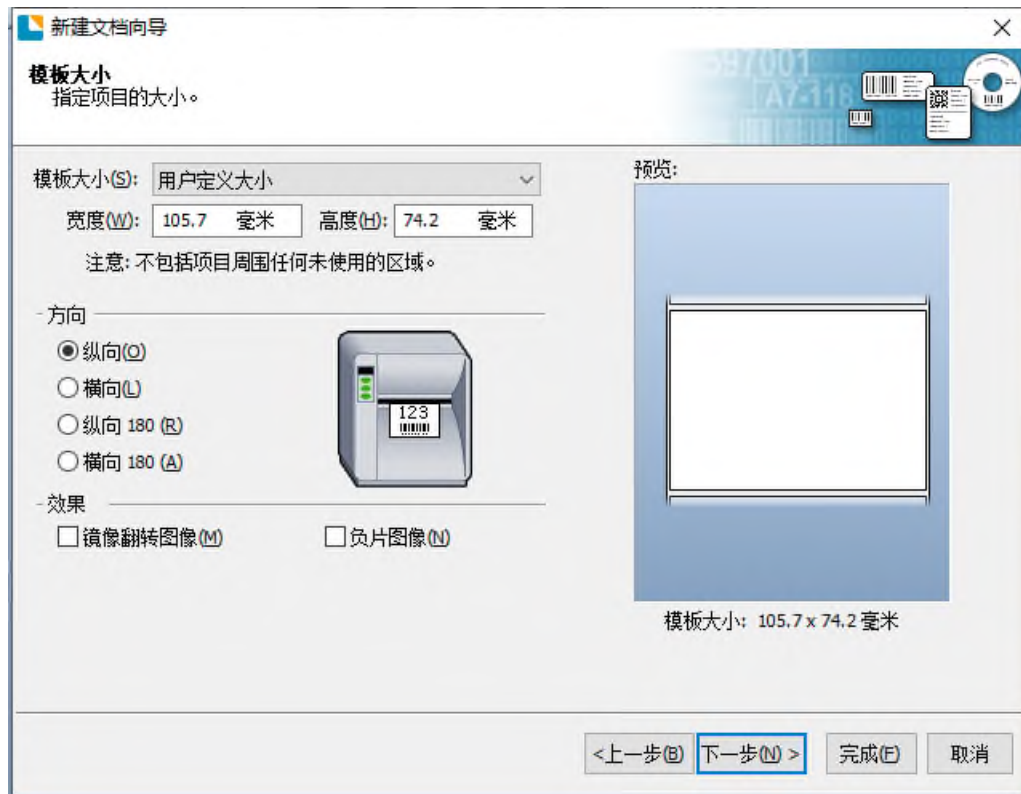 新建文档向导
模板大小
指定项目的大小。
597001
A7-118
模板大小(S): 用户定义大小
宽度(W): 105.7 毫米 高度(H): 74.2 毫米
注意: 不包括项目周围任何未使用的区域。
方向
纵向(O)
横向(L)
纵向 180 (R)
横向 180 (A)
123
效果
镜像翻转图像(M) 负片图像(N)
预览:
模板大小: 105.7 x 74.2 毫米
<上一步(B) 下一步(N) > 完成(F) 取消